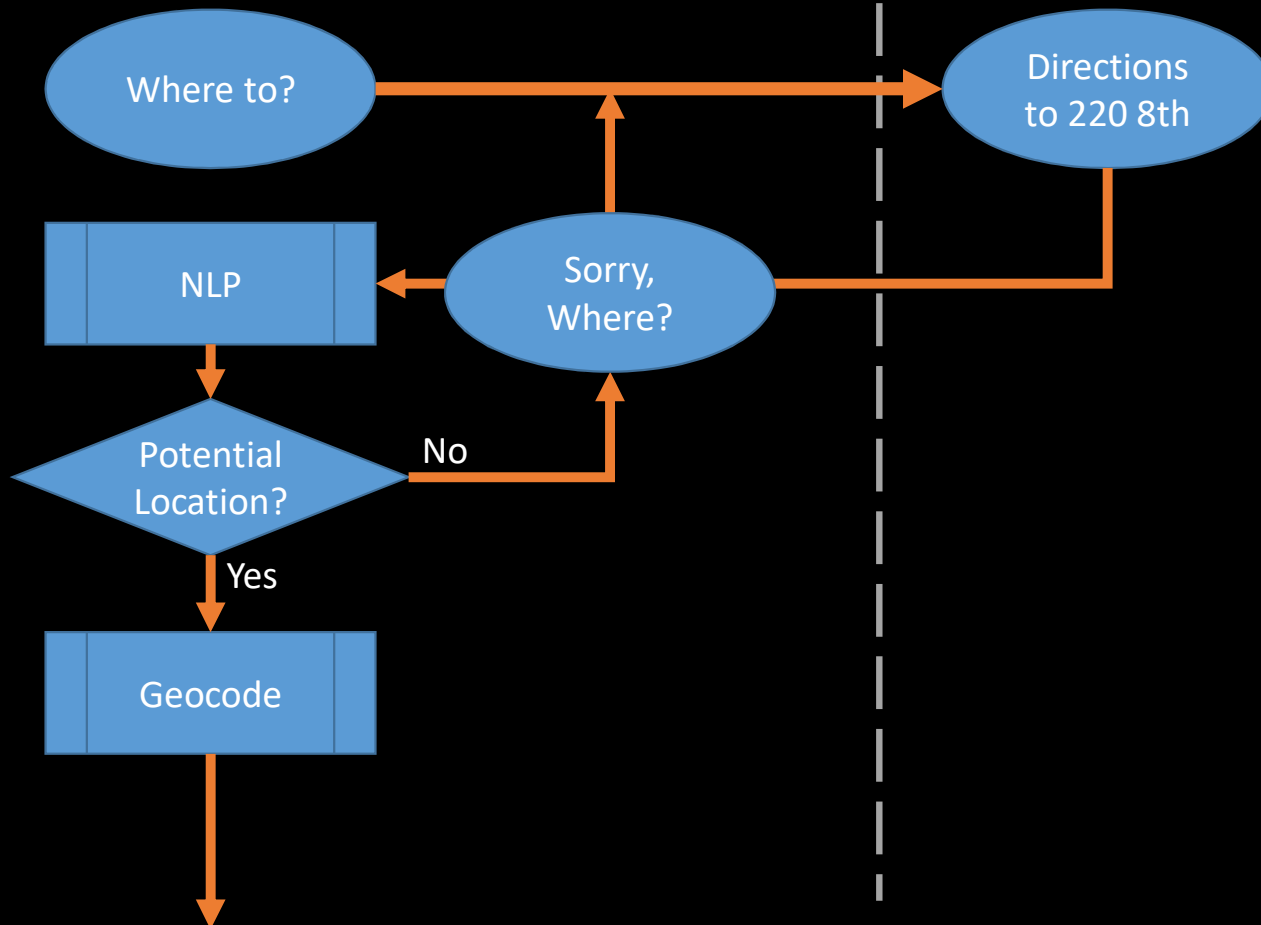 Where to?
Directions
to 220 8th
NLP
Sorry,
Where?
Potential
Location?
No
Yes
Geocode